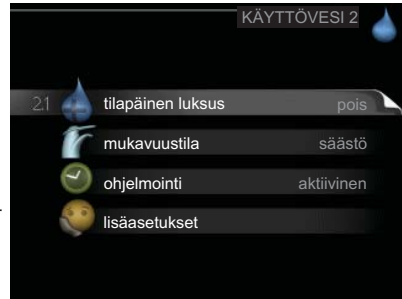 KÄYTTÖVESI 2
2.1 tilapäinen luksus pois
mukavuustila säästö
ohjelmointi aktiivinen
lisäasetukset